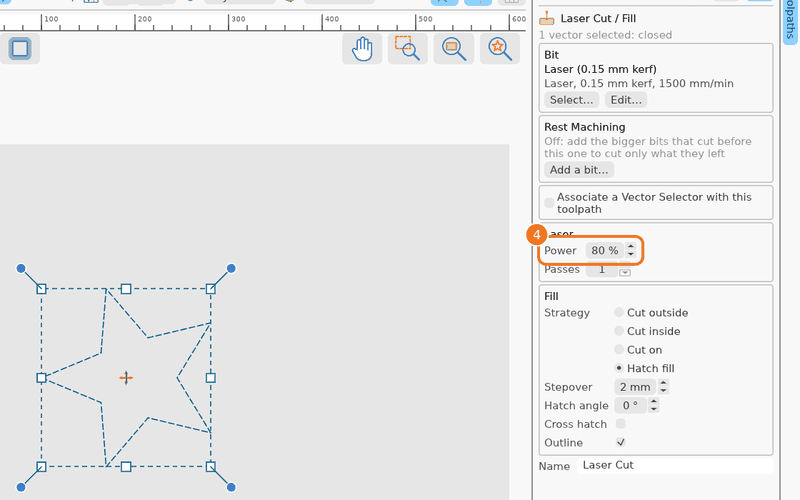 100
200
300
400
500
600
Laser Cut / Fill
1 vector selected: closed
Bit
Laser (0.15 mm kerf)
Laser, 0.15 mm kerf, 1500 mm/min
Select... Edit...
Rest Machining
Off: add the bigger bits that cut before
this one to cut only what they left
Add a bit...
Associate a Vector Selector with this
toolpath
4
Power 80 %
Passes 1
Fill
Strategy
Cut outside
Cut inside
Cut on
Hatch fill
Stepover 2 mm
Hatch angle 0 °
Cross hatch
Outline
Name Laser Cut